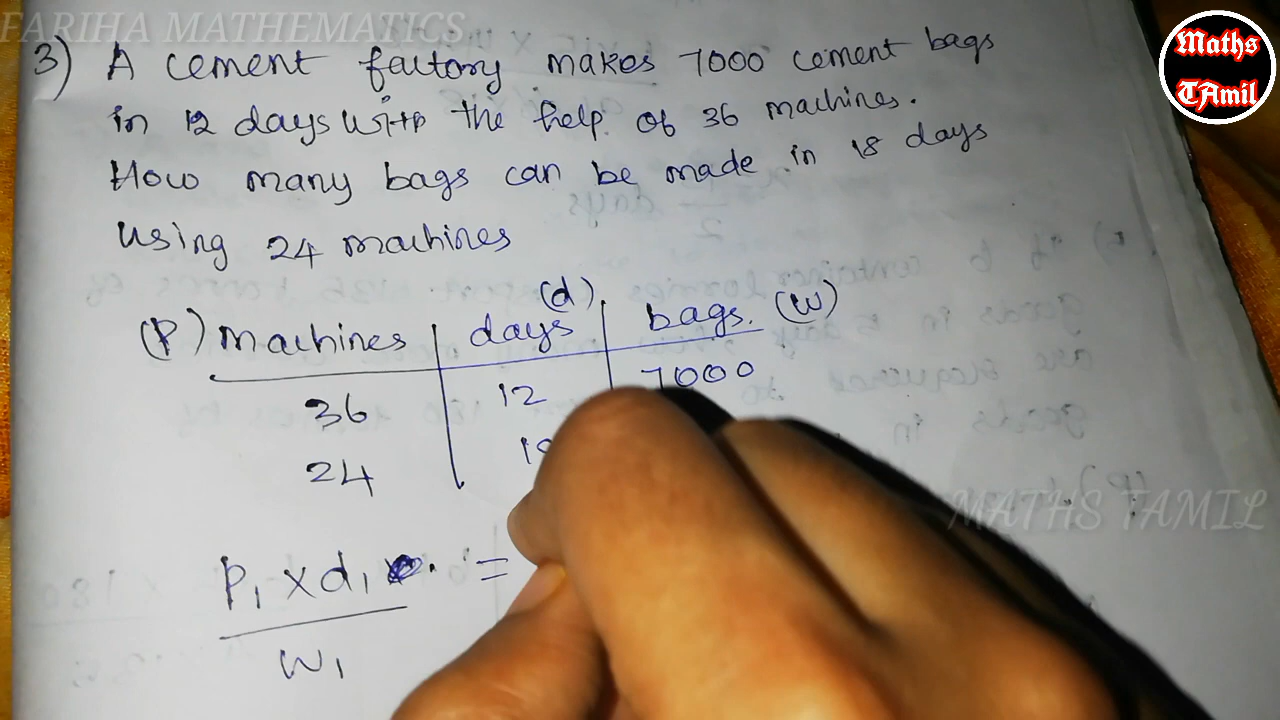 FARIHA MATHEMATICS
Maths
TAmil
3) A cement factory makes 7000 cement bags
in 12 days with the help of 36 machines.
How many bags can be made in 18 days
using 24 machines
(P) machines (d) days bags. (W)
36 12 7000
24
MATHS TAMIL
P₁ × d₁ =
W₁